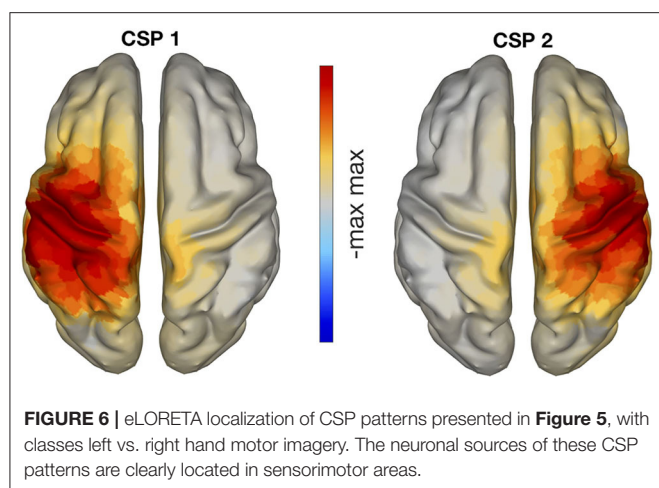 CSP 1
CSP 2
-max max
FIGURE 6 | eLORETA localization of CSP patterns presented in Figure 5, with
classes left vs. right hand motor imagery. The neuronal sources of these CSP
patterns are clearly located in sensorimotor areas.